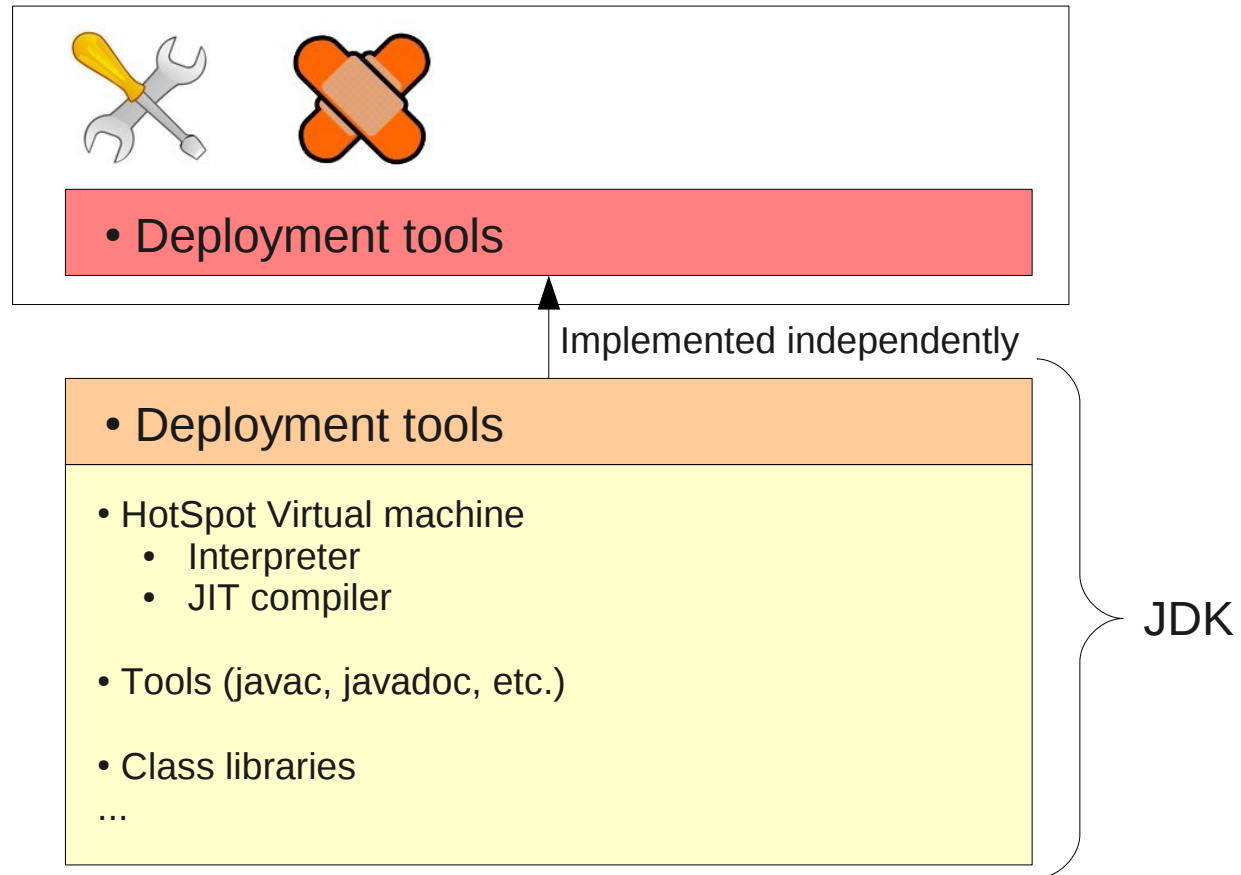 • Deployment tools
Implemented independently
• Deployment tools
• HotSpot Virtual machine
• Interpreter
• JIT compiler
• Tools (javac, javadoc, etc.)
• Class libraries
...
JDK